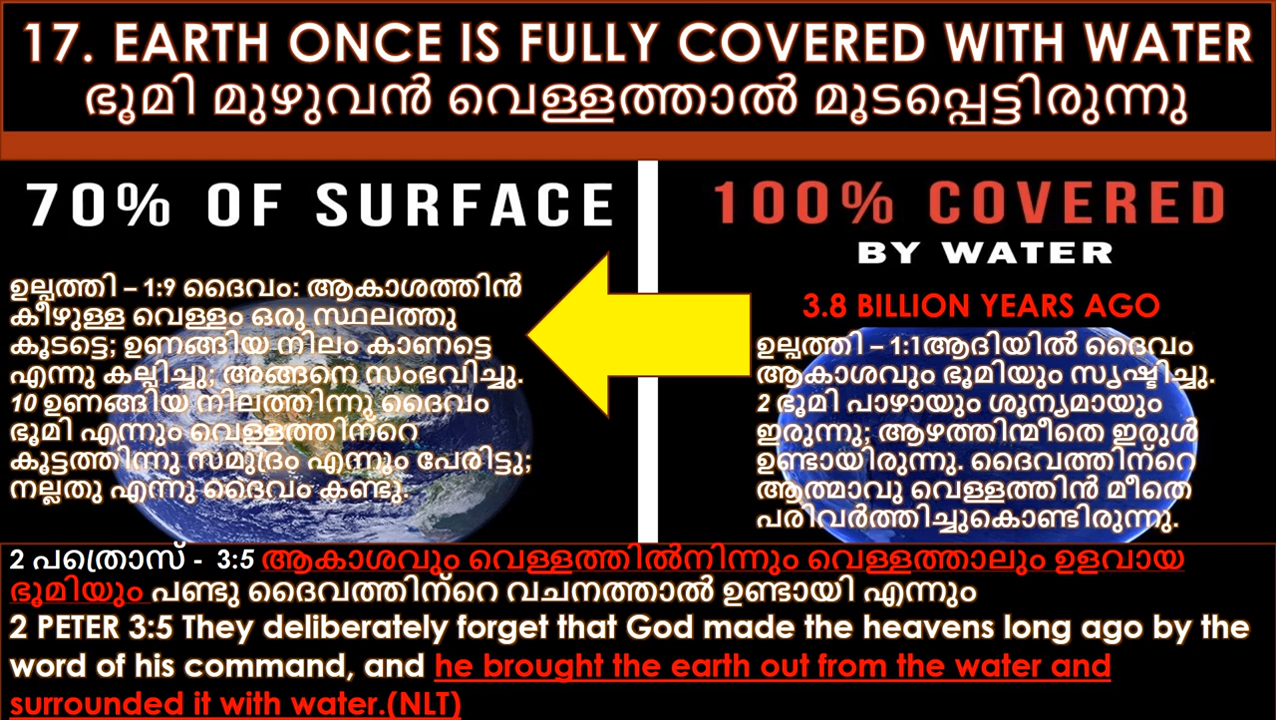 17. EARTH ONCE IS FULLY COVERED WITH WATER
ഭൂമി മുഴുവൻ വെള്ളത്താൽ മൂടപ്പെട്ടിരുന്നു
70% OF SURFACE
ഉല്പത്തി – 1:9 ദൈവം: ആകാശത്തിൻ
കീഴുള്ള വെള്ളം ഒരു സ്ഥലത്തു
കൂടട്ടെ; ഉണങ്ങിയ നിലം കാണട്ടെ
എന്നു കല്പിച്ചു; അങ്ങനെ സംഭവിച്ചു.
10 ഉണങ്ങിയ നിലത്തിന്നു ദൈവം
ഭൂമി എന്നും വെള്ളത്തിന്റെ
കൂട്ടത്തിന്നു സമുദ്രം എന്നും പേരിട്ടു;
നല്ലതു എന്നു ദൈവം കണ്ടു.
100% COVERED
BY WATER
3.8 BILLION YEARS AGO
ഉല്പത്തി – 1:1ആദിയിൽ ദൈവം
ആകാശവും ഭൂമിയും സൃഷ്ടിച്ചു.
2 ഭൂമി പാഴായും ശൂന്യമായും
ഇരുന്നു; ആഴത്തിന്മീതെ ഇരുൾ
ഉണ്ടായിരുന്നു. ദൈവത്തിന്റെ
ആത്മാവു വെള്ളത്തിൻ മീതെ
പരിവർത്തിച്ചുകൊണ്ടിരുന്നു.
2 പത്രൊസ് - 3:5 ആകാശവും വെള്ളത്തിൽനിന്നും വെള്ളത്താലും ഉളവായ
ഭൂമിയും പണ്ടു ദൈവത്തിന്റെ വചനത്താൽ ഉണ്ടായി എന്നും
2 PETER 3:5 They deliberately forget that God made the heavens long ago by the
word of his command, and he brought the earth out from the water and
surrounded it with water.(NLT)